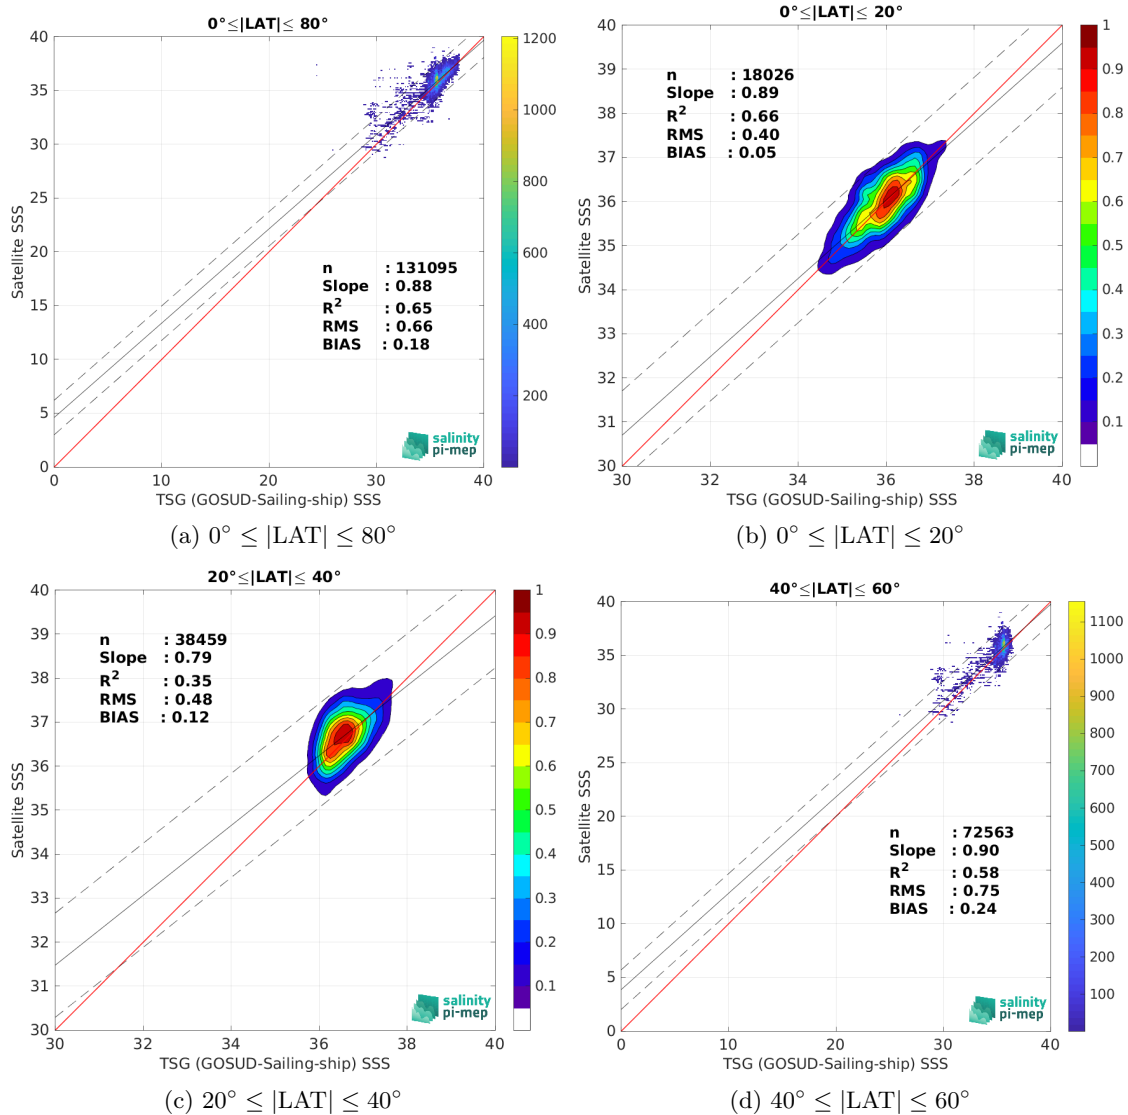 0°≤|LAT|≤ 80°
Satellite SSS
40
35
30
25
20
15
10
5
0
n : 131095
Slope : 0.88
R² : 0.65
RMS : 0.66
BIAS : 0.18
salinity
pi-mep
0 10 20 30 40
TSG (GOSUD-Sailing-ship) SSS
1200
1000
800
600
400
200
(a) 0° ≤ |LAT| ≤ 80°
0°≤|LAT|≤ 20°
Satellite SSS
40
39
38
37
36
35
34
33
32
31
30
n : 18026
Slope : 0.89
R² : 0.66
RMS : 0.40
BIAS : 0.05
salinity
pi-mep
30 32 34 36 38 40
TSG (GOSUD-Sailing-ship) SSS
1
0.9
0.8
0.7
0.6
0.5
0.4
0.3
0.2
0.1
(b) 0° ≤ |LAT| ≤ 20°
20°≤|LAT|≤ 40°
Satellite SSS
40
39
38
37
36
35
34
33
32
31
30
n : 38459
Slope : 0.79
R² : 0.35
RMS : 0.48
BIAS : 0.12
salinity
pi-mep
30 32 34 36 38 40
TSG (GOSUD-Sailing-ship) SSS
1
0.9
0.8
0.7
0.6
0.5
0.4
0.3
0.2
0.1
(c) 20° ≤ |LAT| ≤ 40°
40°≤|LAT|≤ 60°
Satellite SSS
40
35
30
25
20
15
10
5
0
n : 72563
Slope : 0.90
R² : 0.58
RMS : 0.75
BIAS : 0.24
salinity
pi-mep
0 10 20 30 40
TSG (GOSUD-Sailing-ship) SSS
1100
1000
900
800
700
600
500
400
300
200
100
(d) 40° ≤ |LAT| ≤ 60°